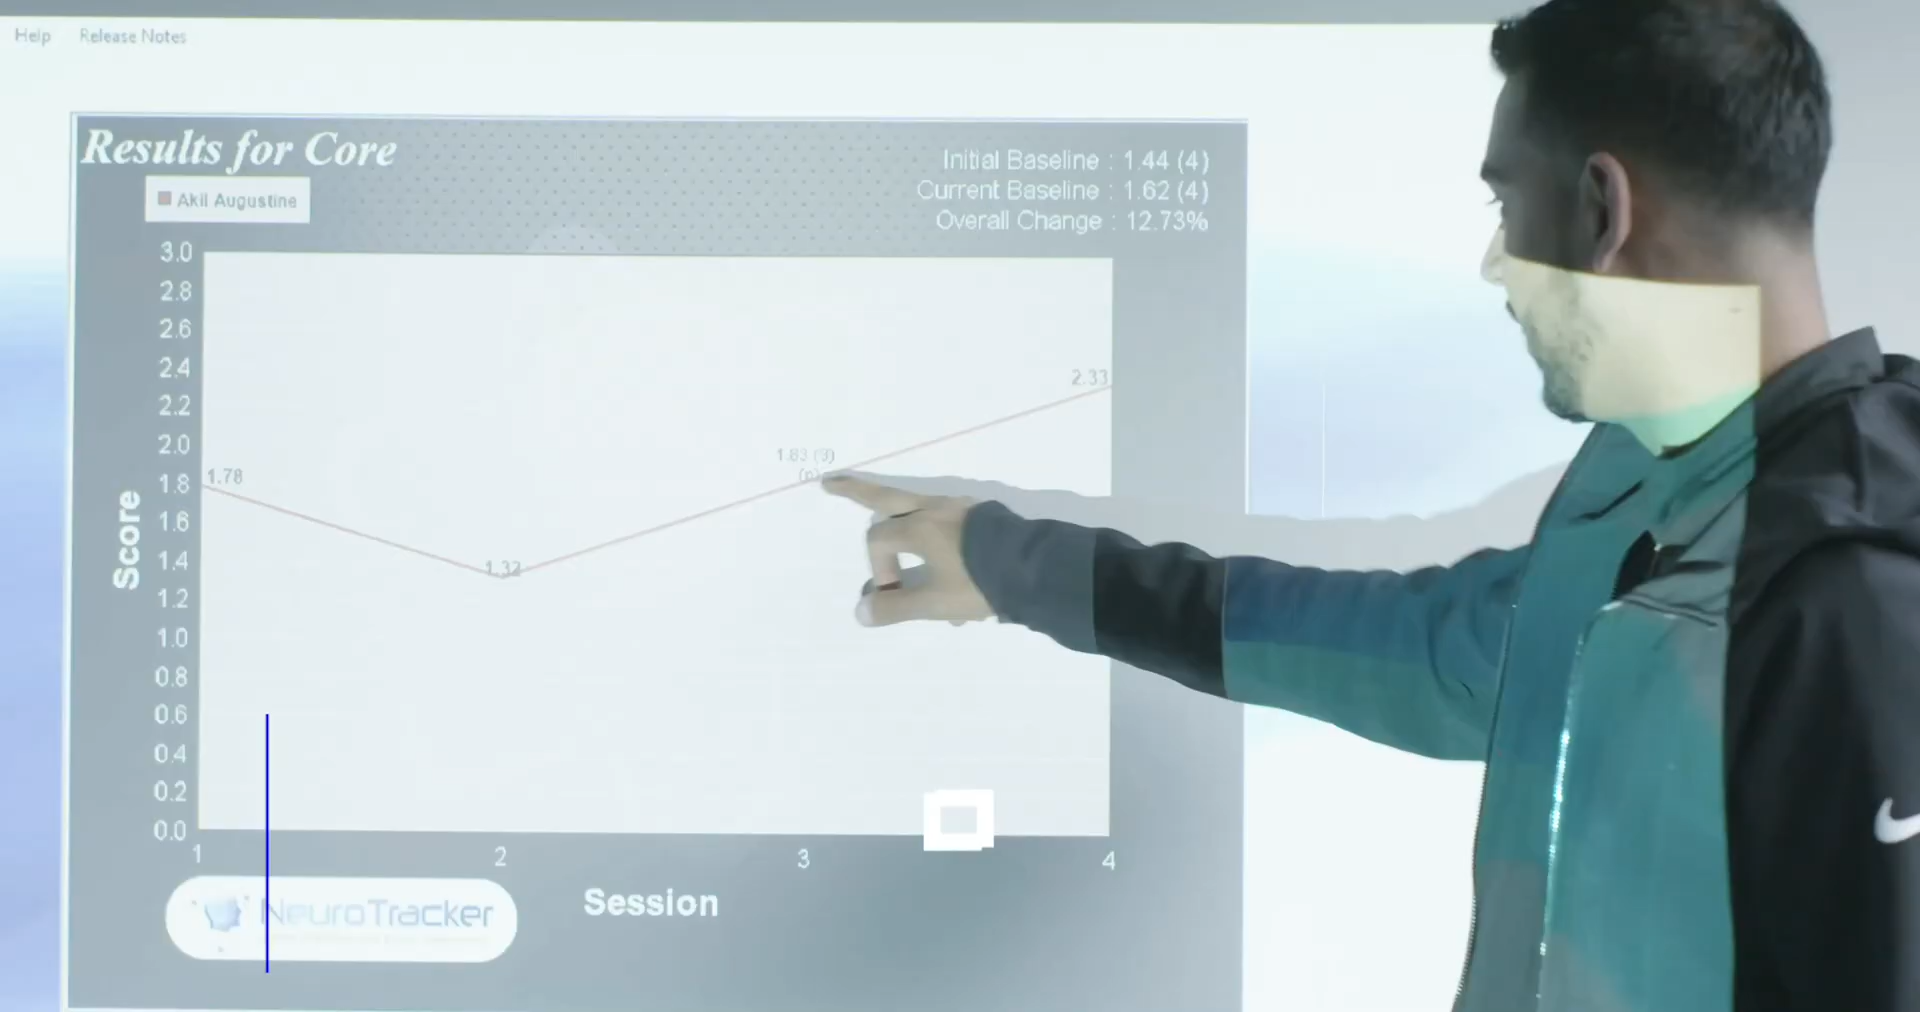 Help Release Notes
Results for Core
Akil Augustine
Initial Baseline : 1.44 (4)
Current Baseline : 1.62 (4)
Overall Change : 12.73%
3.0
2.8
2.6
2.4
2.2
2.0
1.8
1.6
1.4
1.2
1.0
0.8
0.6
0.4
0.2
0.0
Score
1.78
1.32
1.83 (9)
2.33
1 2 3 4
Session
NeuroTracker